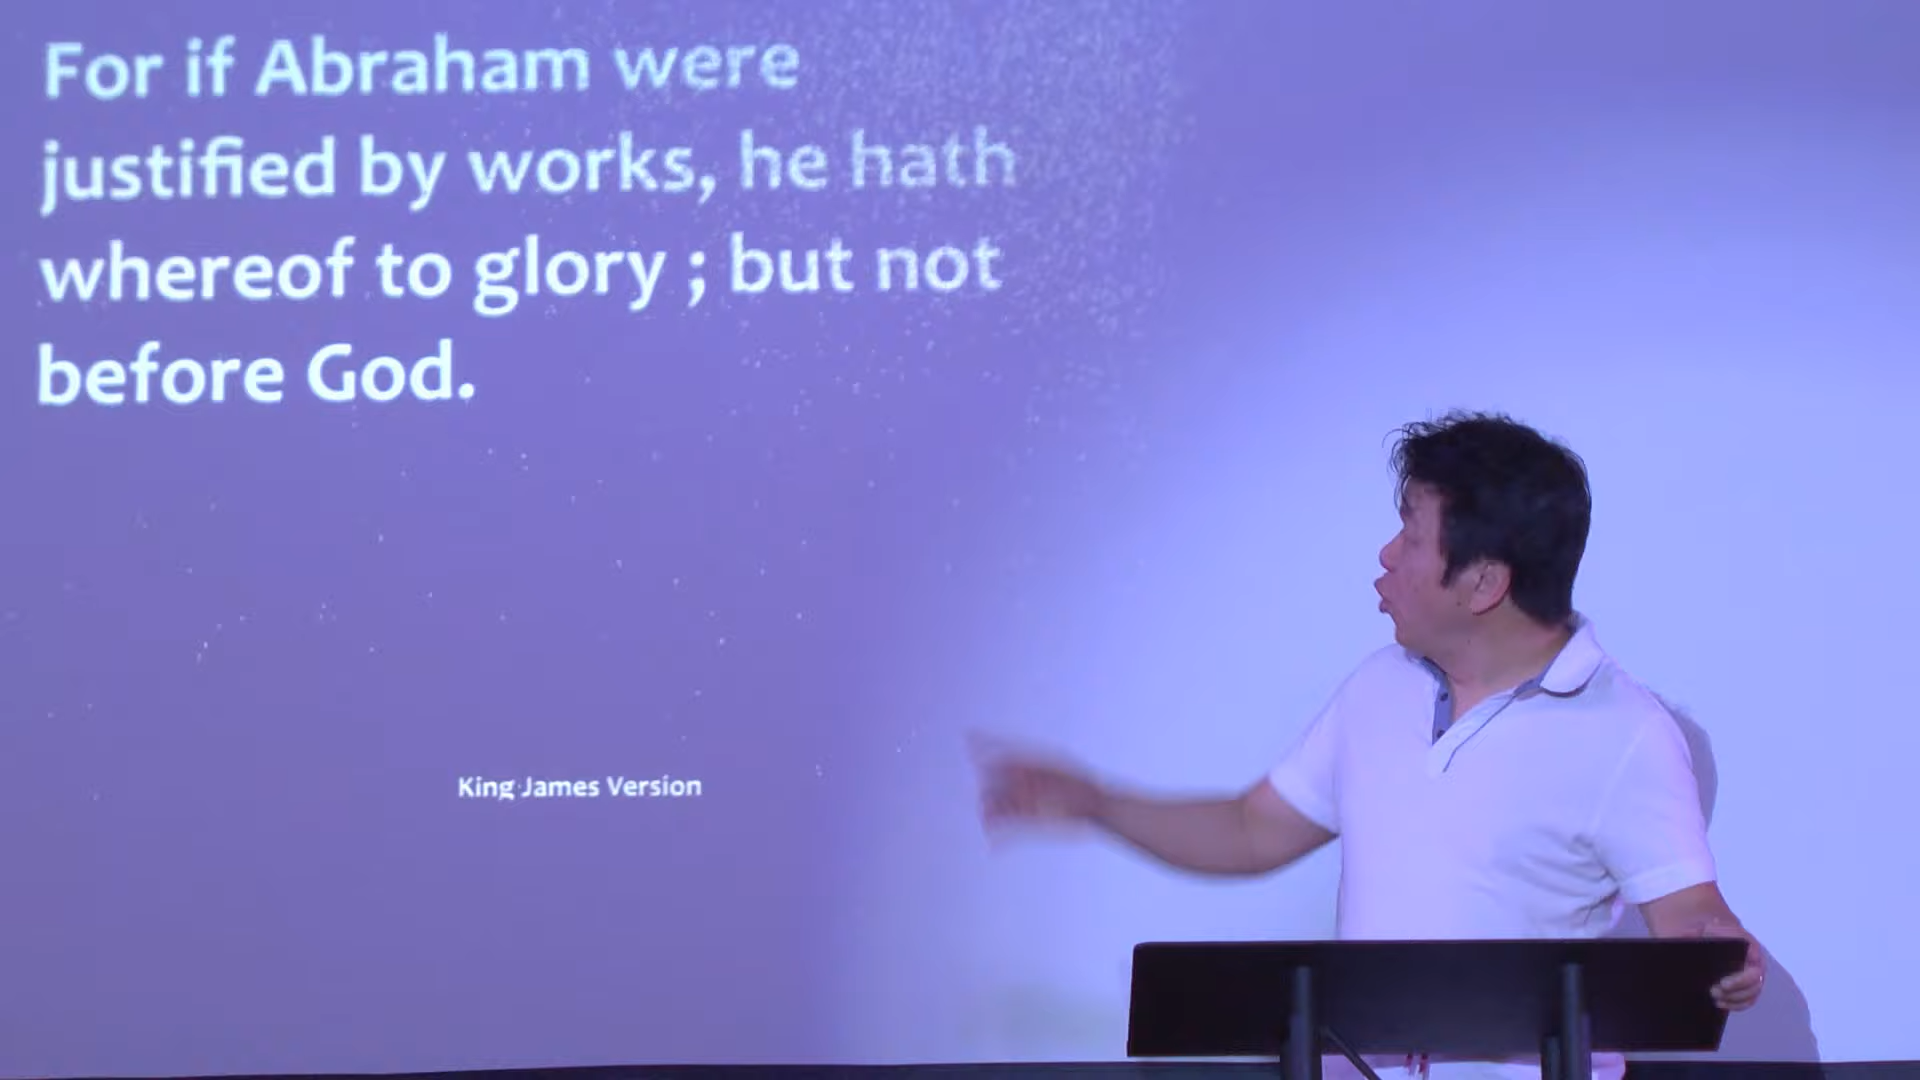 For if Abraham were
justified by works, he hath
whereof to glory ; but not
before God.
King James Version